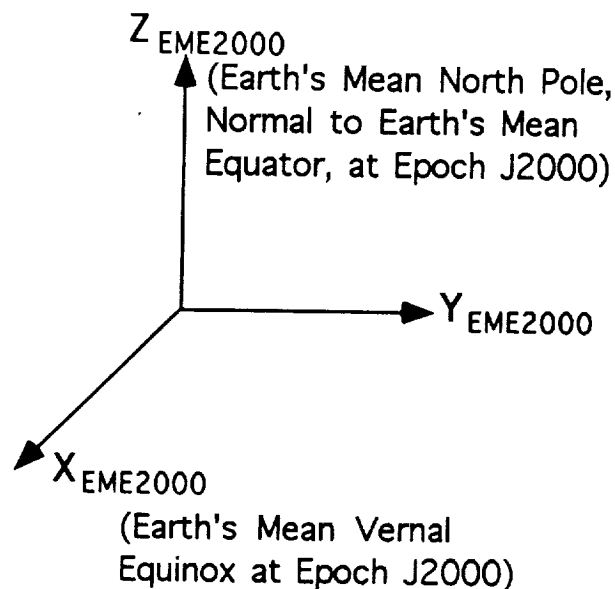 Z EME2000
(Earth's Mean North Pole,
Normal to Earth's Mean
Equator, at Epoch J2000)
Y EME2000
X EME2000
(Earth's Mean Vernal
Equinox at Epoch J2000)